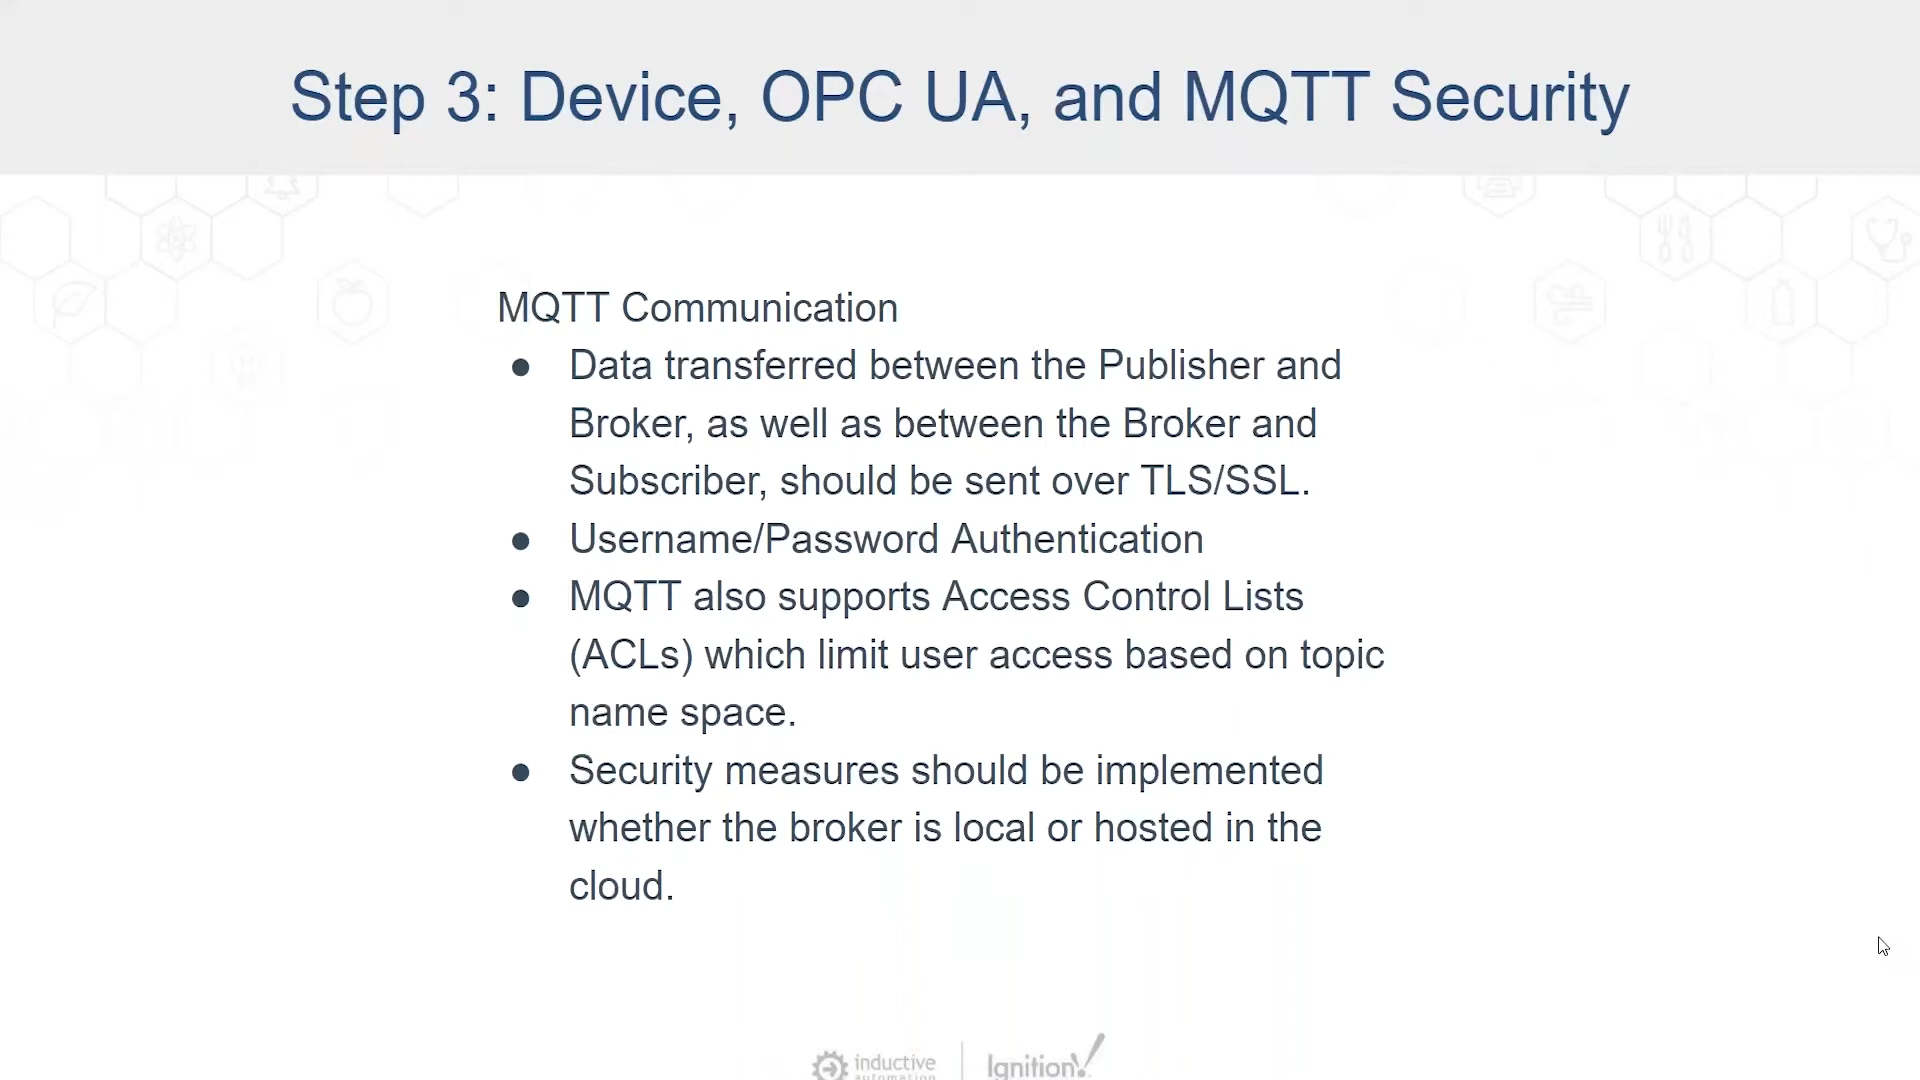 Step 3: Device, OPC UA, and MQTT Security
MQTT Communication
● Data transferred between the Publisher and
Broker, as well as between the Broker and
Subscriber, should be sent over TLS/SSL.
● Username/Password Authentication
● MQTT also supports Access Control Lists
(ACLs) which limit user access based on topic
name space.
● Security measures should be implemented
whether the broker is local or hosted in the
cloud.
inductive
automation
Ignition!